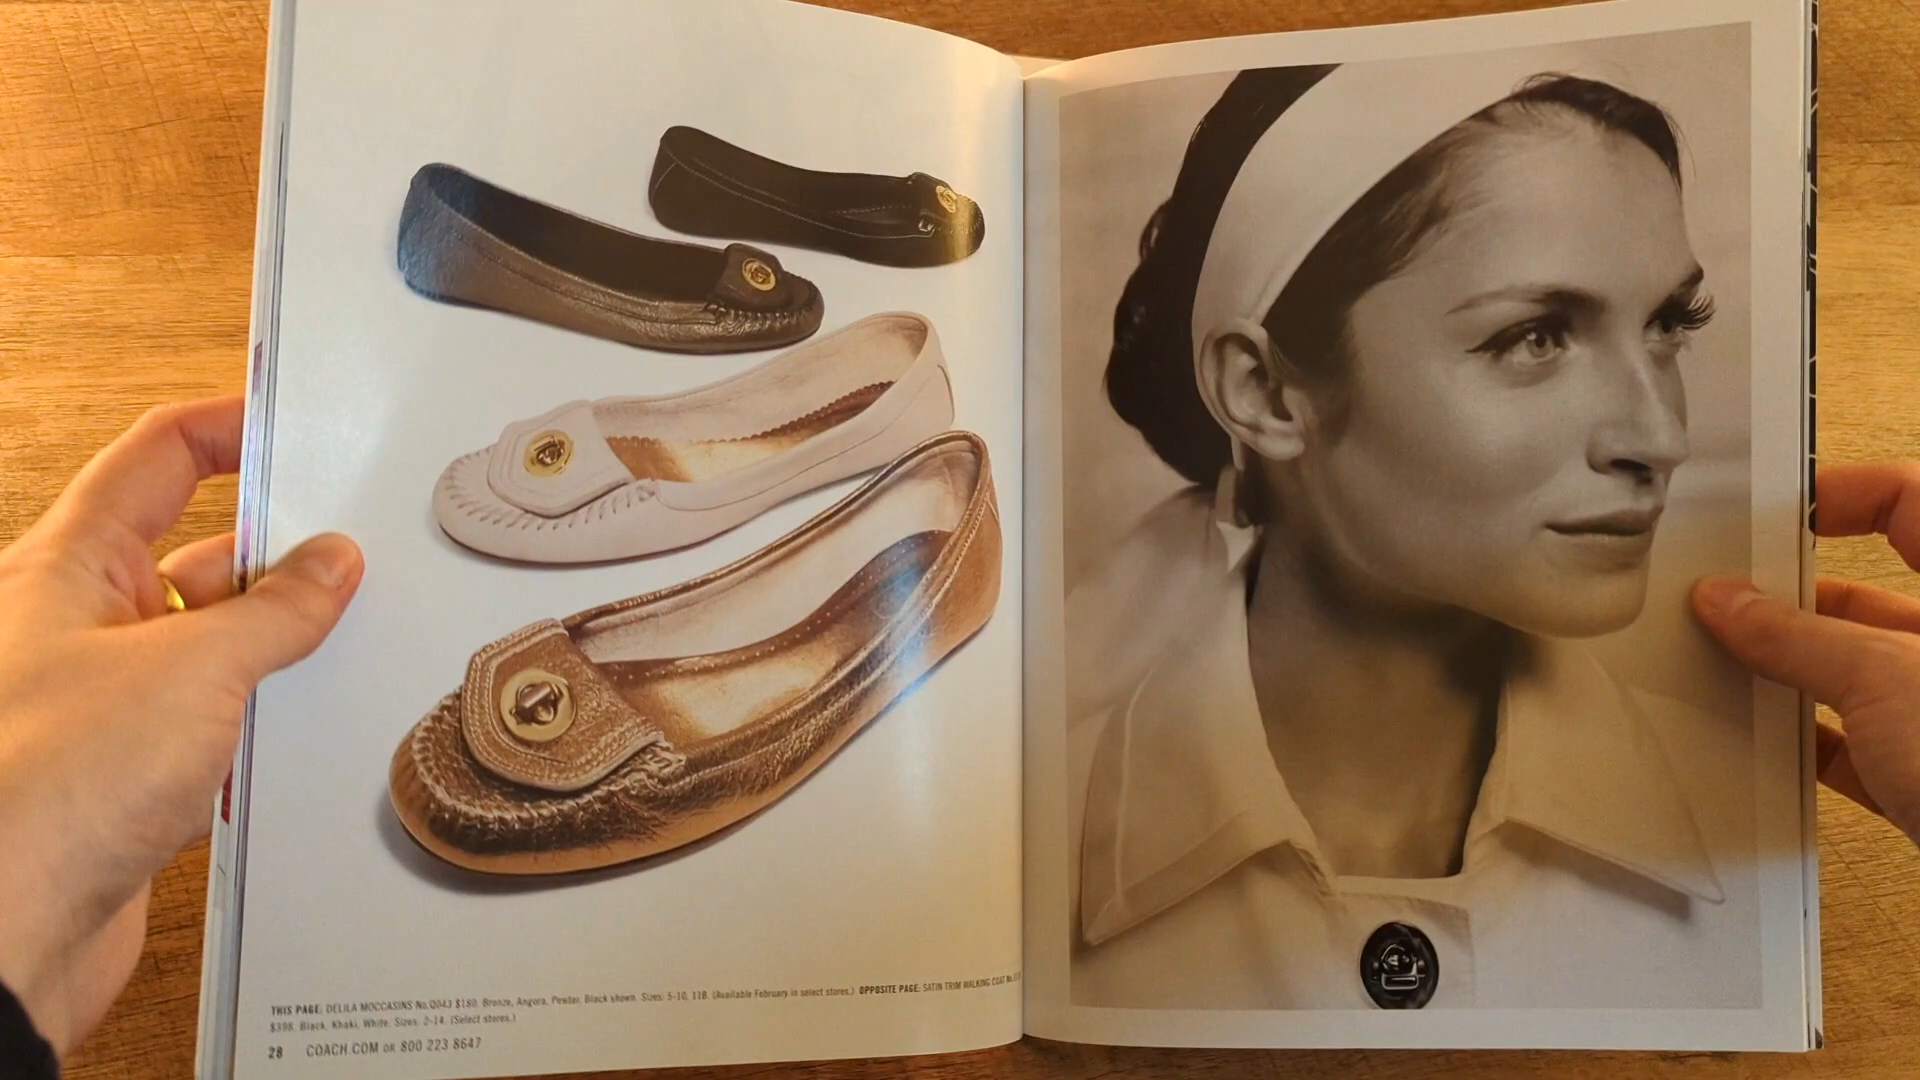 THIS PAGE: DELILA MOCCASINS No.Q043 $180. Bronze, Angora, Pewter, Black shown. Sizes: 5-10, 11B. (Available February in select stores.) OPPOSITE PAGE: SATIN TRIM WALKING COAT
$398. Black, Khaki, White. Sizes: 2-14. (Select stores.)
28 COACH.COM OR 800 223 8647